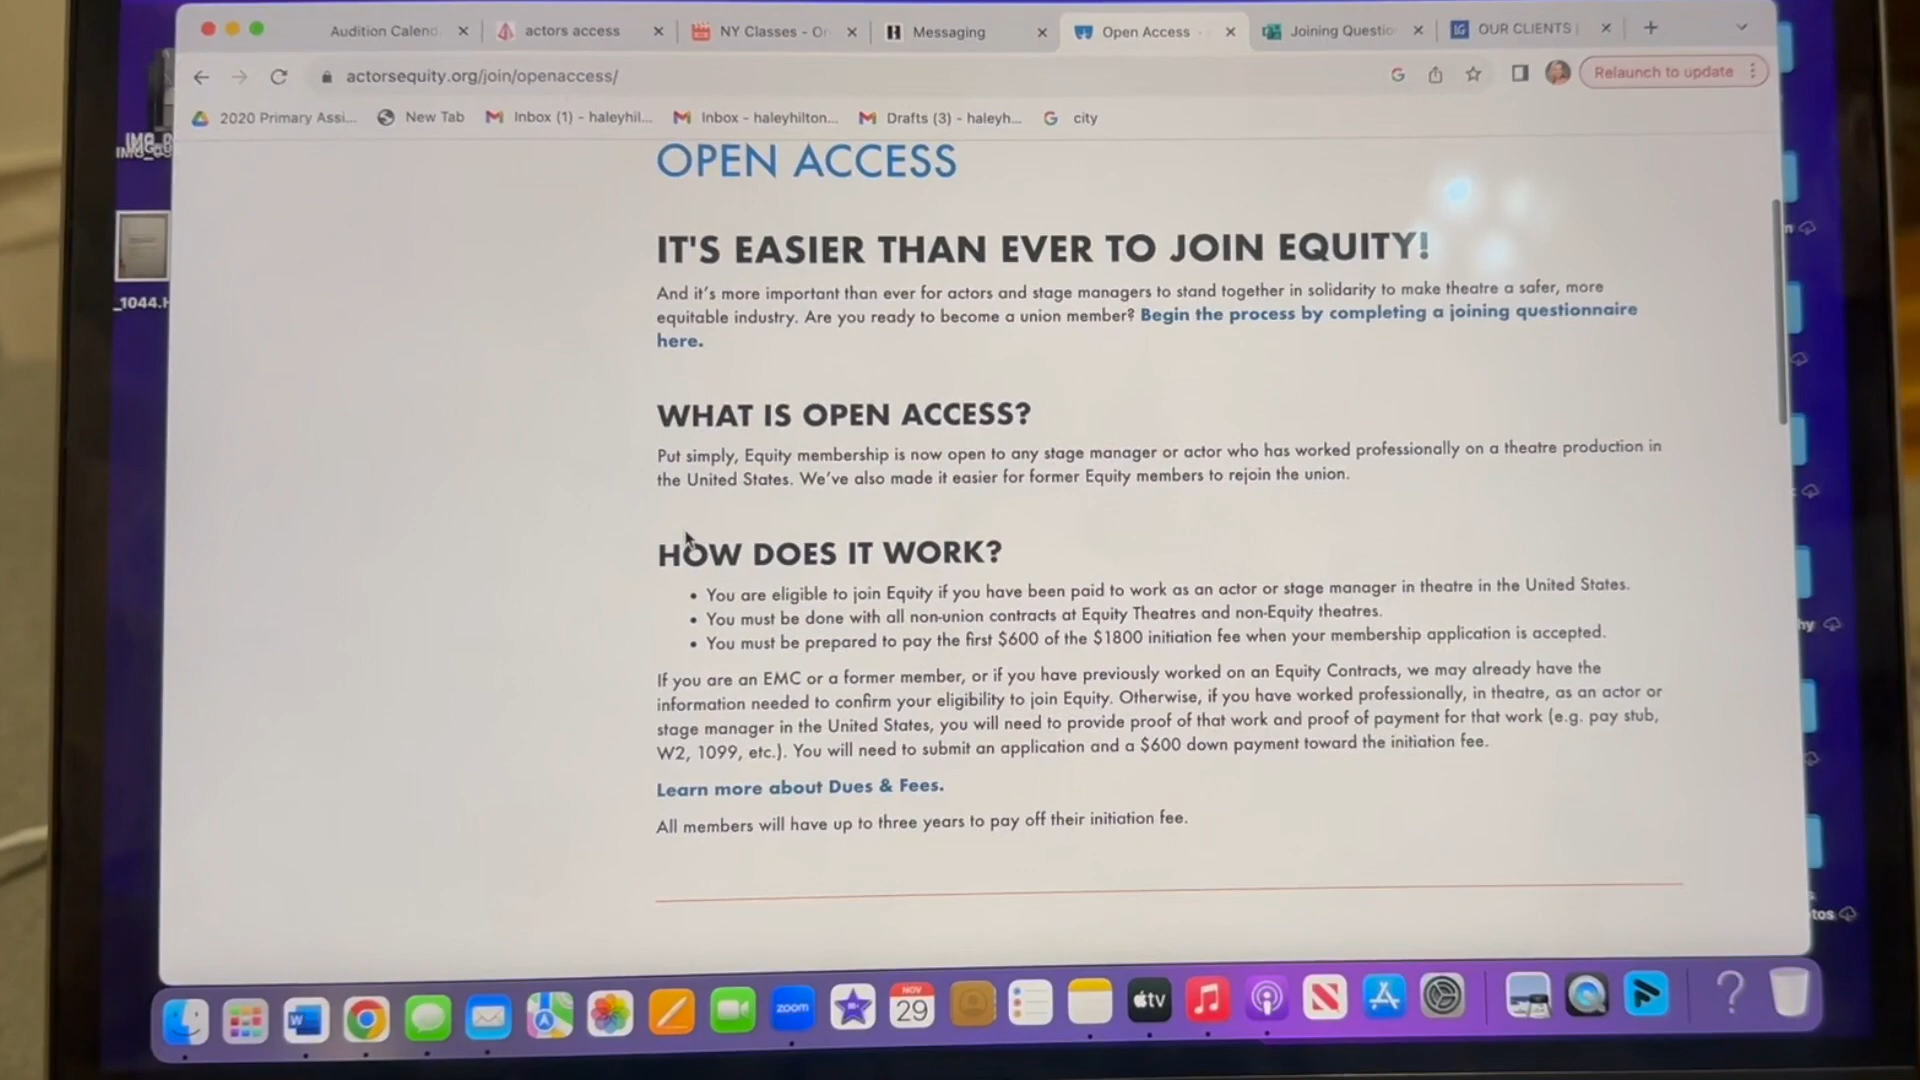 Audition Calend
actors access
NY Classes - Or
Messaging
Open Access
Joining Questio
OUR CLIENTS |
actorsequity.org/join/openaccess/
Relaunch to update
2020 Primary Assi...
New Tab
Inbox (1) - haleyhil...
Inbox - haleyhilton...
Drafts (3) - haleyh...
city
OPEN ACCESS
IT'S EASIER THAN EVER TO JOIN EQUITY!
And it's more important than ever for actors and stage managers to stand together in solidarity to make theatre a safer, more
equitable industry. Are you ready to become a union member? Begin the process by completing a joining questionnaire
here.
WHAT IS OPEN ACCESS?
Put simply, Equity membership is now open to any stage manager or actor who has worked professionally on a theatre production in
the United States. We've also made it easier for former Equity members to rejoin the union.
HOW DOES IT WORK?
• You are eligible to join Equity if you have been paid to work as an actor or stage manager in theatre in the United States.
• You must be done with all non-union contracts at Equity Theatres and non-Equity theatres.
• You must be prepared to pay the first $600 of the $1800 initiation fee when your membership application is accepted.
If you are an EMC or a former member, or if you have previously worked on an Equity Contracts, we may already have the
information needed to confirm your eligibility to join Equity. Otherwise, if you have worked professionally, in theatre, as an actor or
stage manager in the United States, you will need to provide proof of that work and proof of payment for that work (e.g. pay stub,
W2, 1099, etc.). You will need to submit an application and a $600 down payment toward the initiation fee.
Learn more about Dues & Fees.
All members will have up to three years to pay off their initiation fee.
_1044.H
hy
tos
zoom
NOV
29
tv